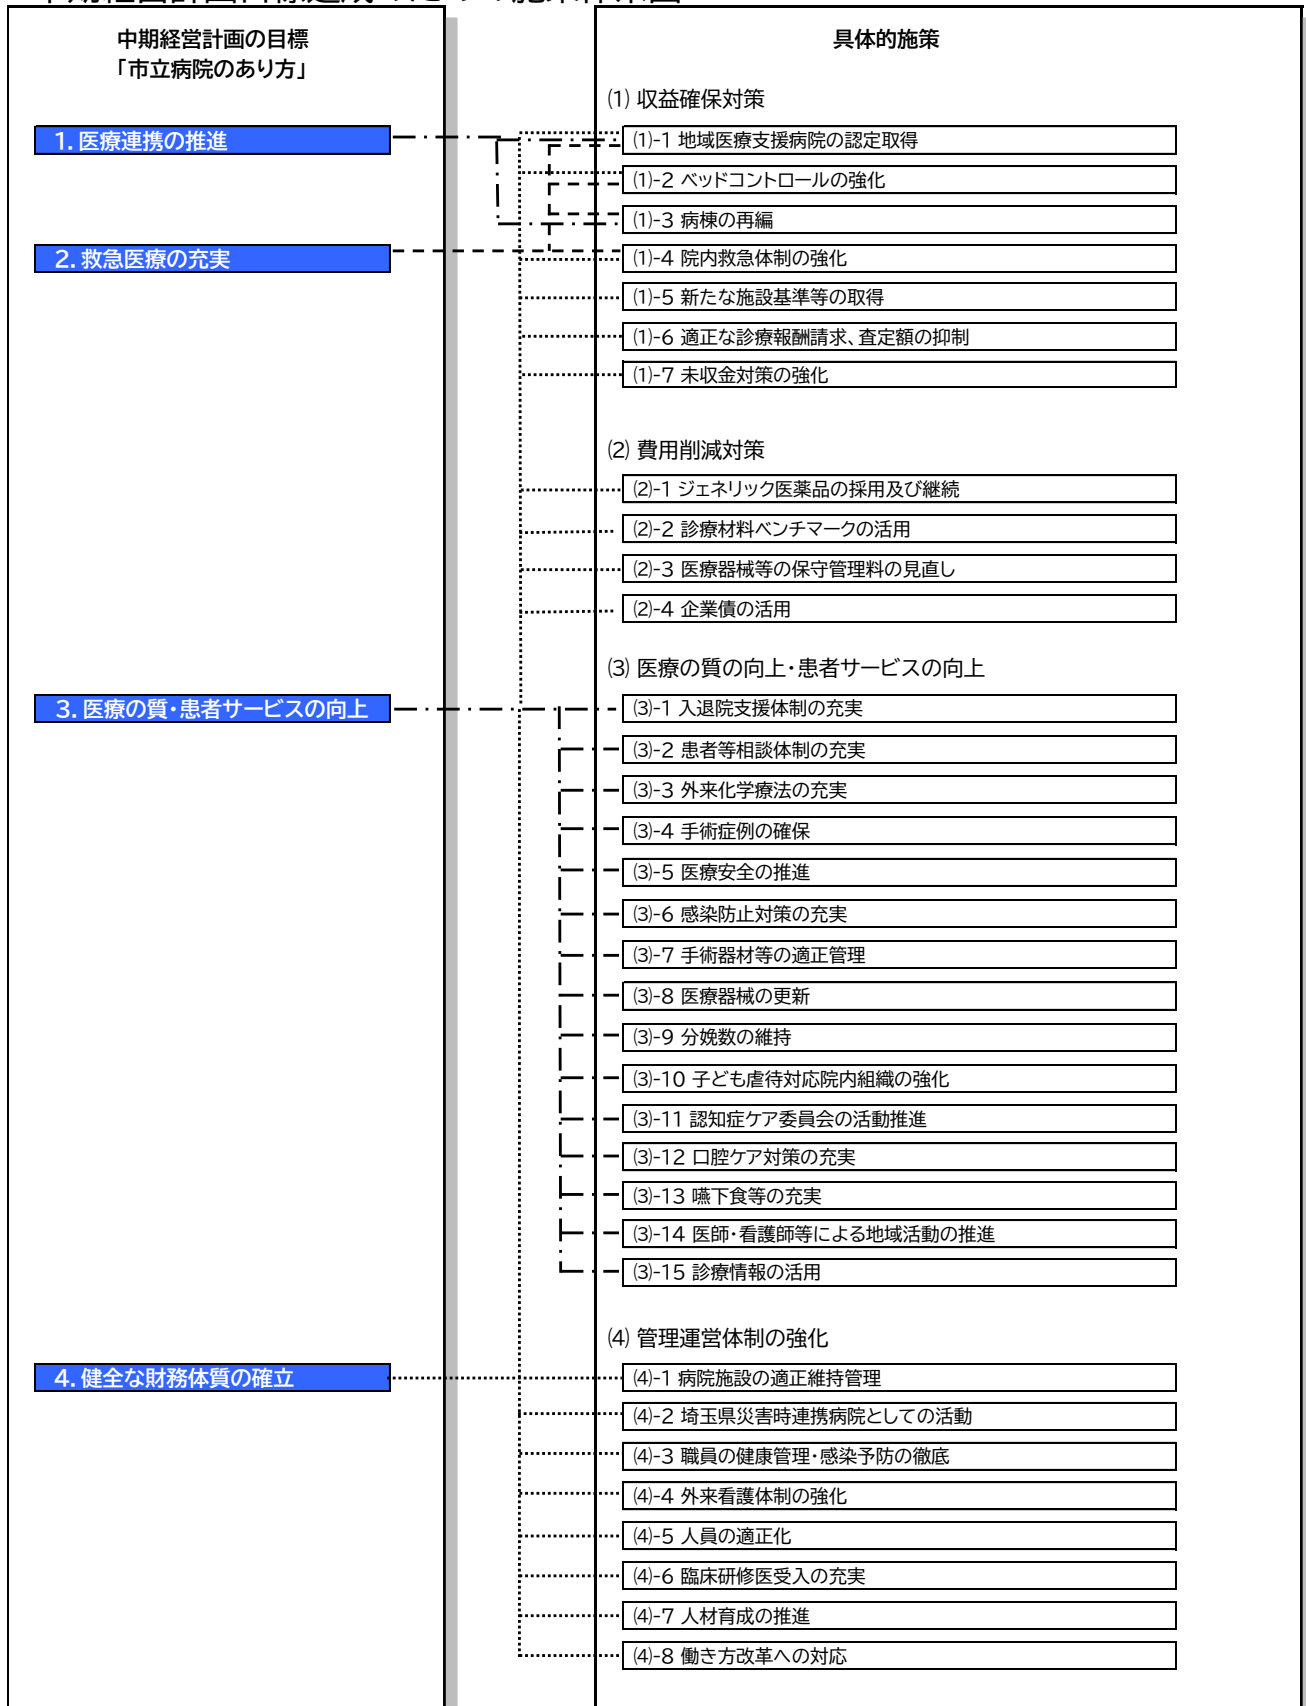 中期経営計画の目標
「市立病院のあり方」
1．医療連携の推進
2．救急医療の充実
3．医療の質・患者サービスの向上
4．健全な財務体質の確立
具体的施策
⑴ 収益確保対策
⑴-1 地域医療支援病院の認定取得
⑴-2 ベッドコントロールの強化
⑴-3 病棟の再編
⑴-4 院内救急体制の強化
⑴-5 新たな施設基準等の取得
⑴-6 適正な診療報酬請求、査定額の抑制
⑴-7 未収金対策の強化
⑵ 費用削減対策
⑵-1 ジェネリック医薬品の採用及び継続
⑵-2 診療材料ベンチマークの活用
⑵-3 医療器械等の保守管理料の見直し
⑵-4 企業債の活用
⑶ 医療の質の向上・患者サービスの向上
⑶-1 入退院支援体制の充実
⑶-2 患者等相談体制の充実
⑶-3 外来化学療法の充実
⑶-4 手術症例の確保
⑶-5 医療安全の推進
⑶-6 感染防止対策の充実
⑶-7 手術器材等の適正管理
⑶-8 医療器械の更新
⑶-9 分娩数の維持
⑶-10 子ども虐待対応院内組織の強化
⑶-11 認知症ケア委員会の活動推進
⑶-12 口腔ケア対策の充実
⑶-13 嚥下食等の充実
⑶-14 医師・看護師等による地域活動の推進
⑶-15 診療情報の活用
⑷ 管理運営体制の強化
⑷-1 病院施設の適正維持管理
⑷-2 埼玉県災害時連携病院としての活動
⑷-3 職員の健康管理・感染予防の徹底
⑷-4 外来看護体制の強化
⑷-5 人員の適正化
⑷-6 臨床研修医受入の充実
⑷-7 人材育成の推進
⑷-8 働き方改革への対応